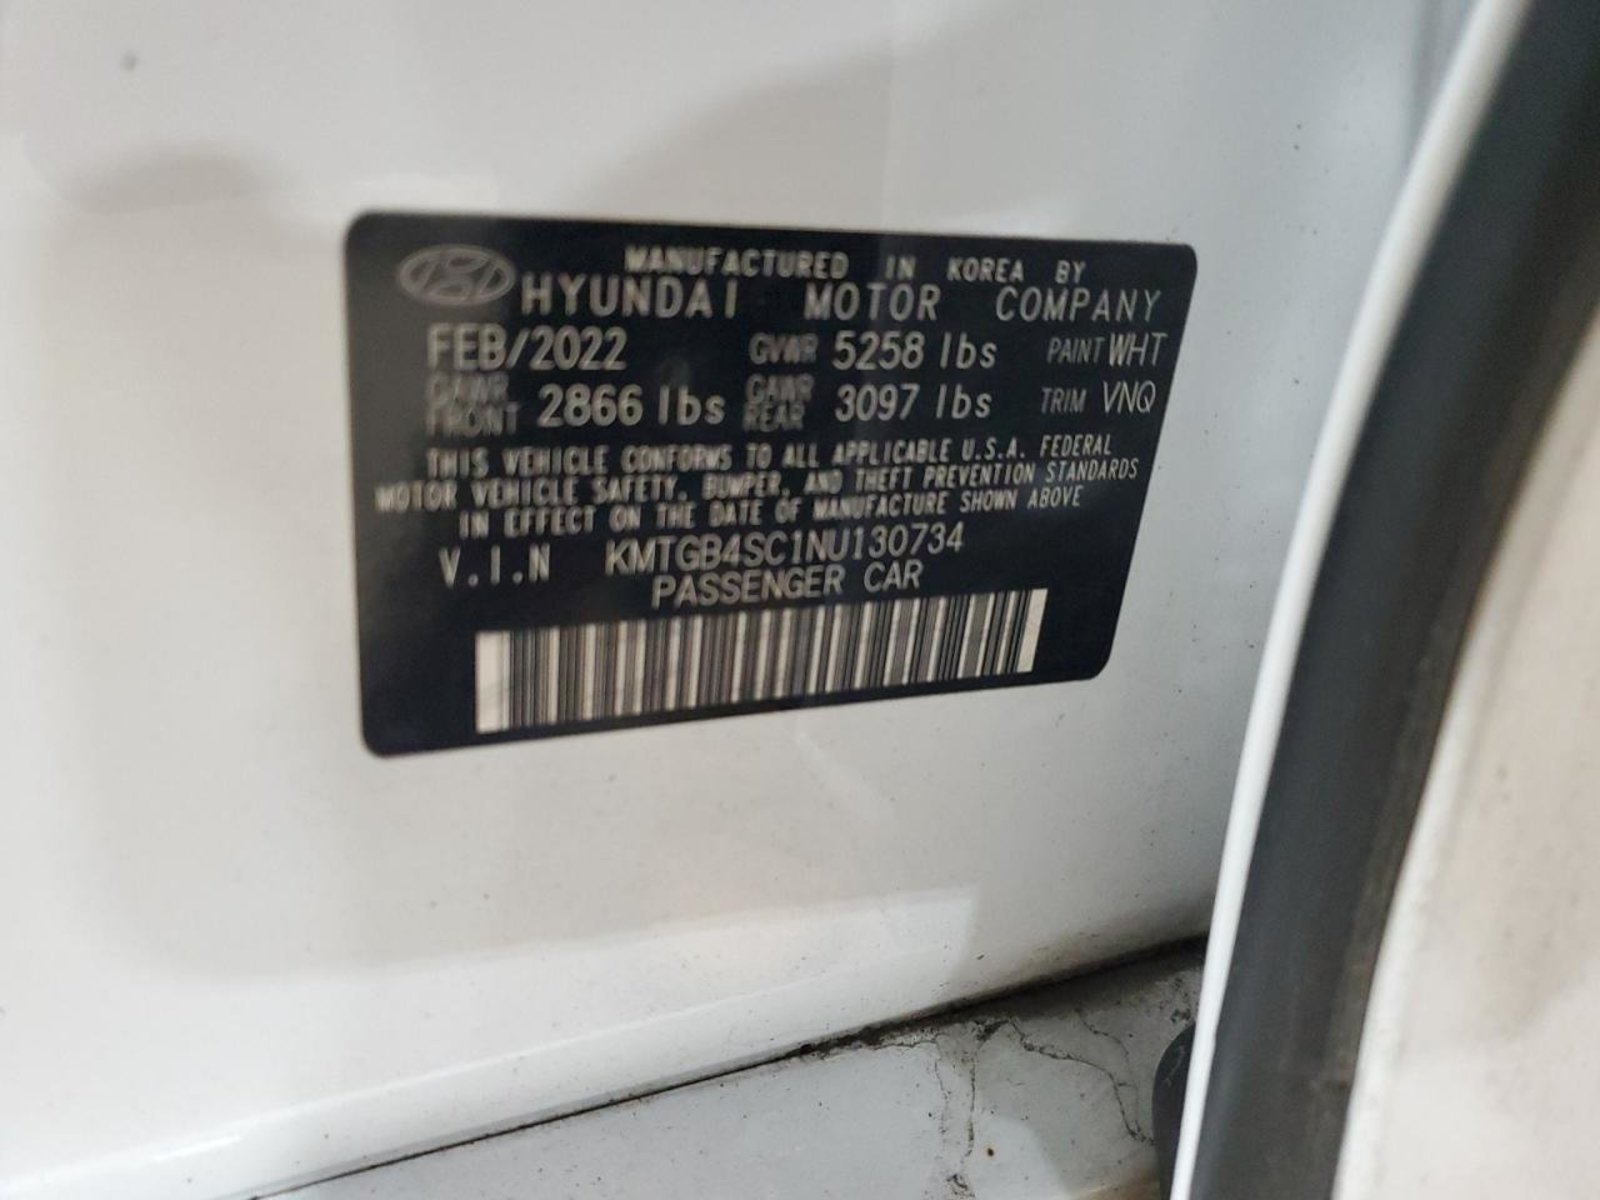 MANUFACTURED IN KOREA BY
HYUNDAI MOTOR COMPANY
FEB/2022 GVWR 5258 lbs PAINT WHT
GAWR FRONT 2866 lbs GAWR REAR 3097 lbs TRIM VNQ
THIS VEHICLE CONFORMS TO ALL APPLICABLE U.S.A. FEDERAL
MOTOR VEHICLE SAFETY, BUMPER, AND THEFT PREVENTION STANDARDS
IN EFFECT ON THE DATE OF MANUFACTURE SHOWN ABOVE
V.I.N KMTGB4SC1NU130734
PASSENGER CAR